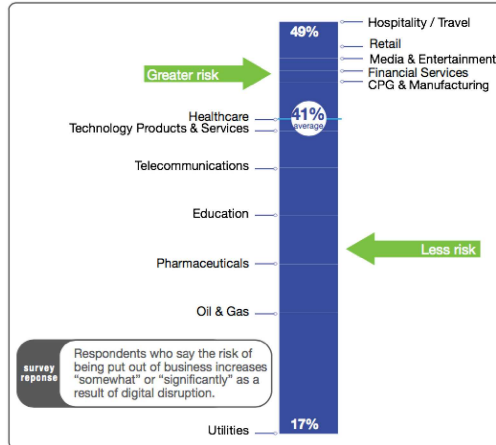 49%
Hospitality / Travel
Retail
Media & Entertainment
Financial Services
CPG & Manufacturing
Greater risk
Healthcare
41%
average
Technology Products & Services
Telecommunications
Education
Less risk
Pharmaceuticals
Oil & Gas
survey
reponse
Respondents who say the risk of
being put out of business increases
“somewhat” or “significantly” as a
result of digital disruption.
17%
Utilities